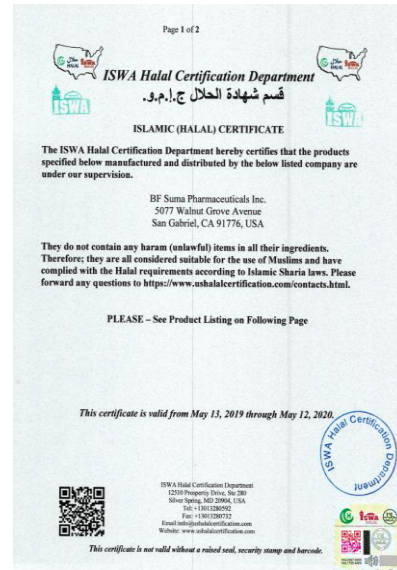 Page 1 of 2
ISWA Halal Certification Department
قسم شهادة الحلال ج.إ.م.و.
ISWA
ISWA
ISLAMIC (HALAL) CERTIFICATE
The ISWA Halal Certification Department hereby certifies that the products
specified below manufactured and distributed by the below listed company are
under our supervision.
BF Suma Pharmaceuticals Inc.
5077 Walnut Grove Avenue
San Gabriel, CA 91776, USA
They do not contain any haram (unlawful) items in all their ingredients.
Therefore; they are all considered suitable for the use of Muslims and have
complied with the Halal requirements according to Islamic Sharia laws. Please
forward any questions to https://www.ushalalcertification.com/contacts.html.
PLEASE – See Product Listing on Following Page
This certificate is valid from May 13, 2019 through May 12, 2020.
ISWA Halal Certification Department
ISWA Halal Certification Department
12510 Prosperity Drive, Ste 280
Silver Spring, MD 20904, USA
Tel: +13013280592
Fax: +13013280732
Email:info@ushalalcertification.com
Website: www.ushalalcertification.com
ISWA
This certificate is not valid without a raised seal, security stamp and barcode.